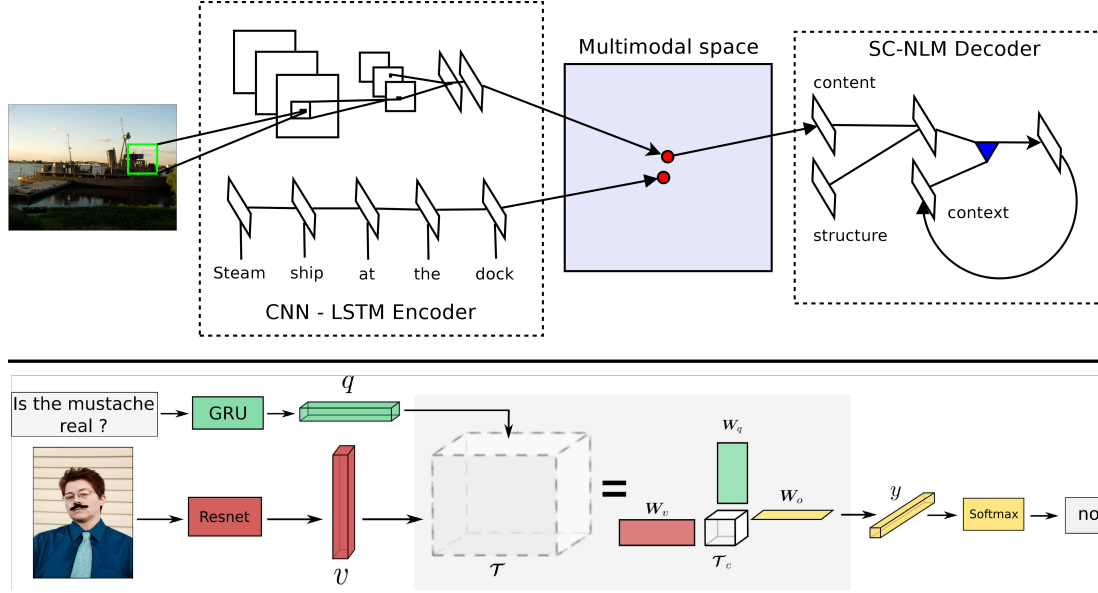 Multimodal space
SC-NLM Decoder
content
structure
context
Steam ship at the dock
CNN - LSTM Encoder
Is the mustache
real ?
GRU
q
Resnet
v
𝒯
=
W_v
W_q
𝒯_c
W_o
y
Softmax
no